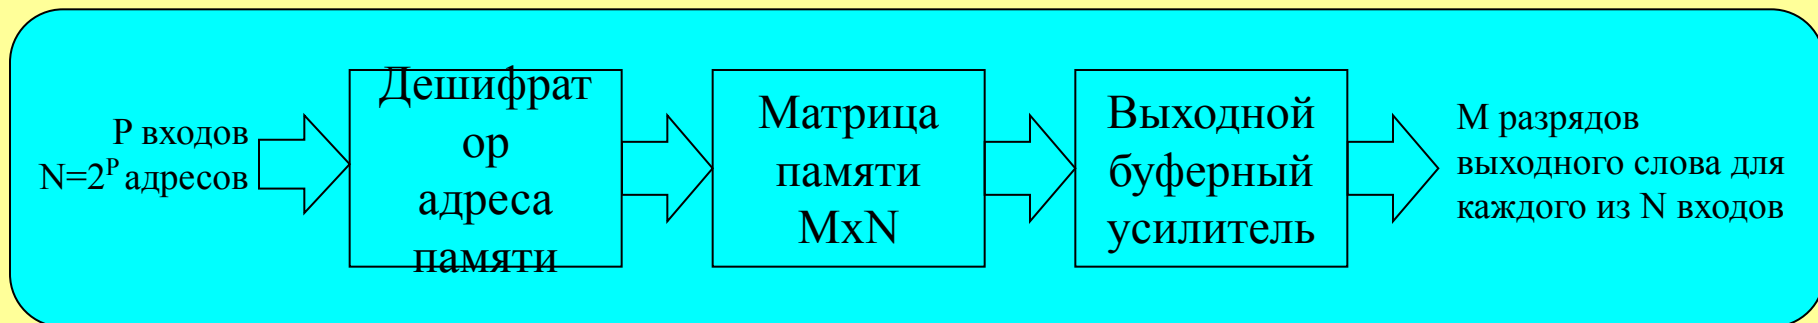 P входов
N=2ᴾ адресов
Дешифрат
ор
адреса
памяти
Матрица
памяти
MxN
Выходной
буферный
усилитель
M разрядов
выходного слова для
каждого из N входов